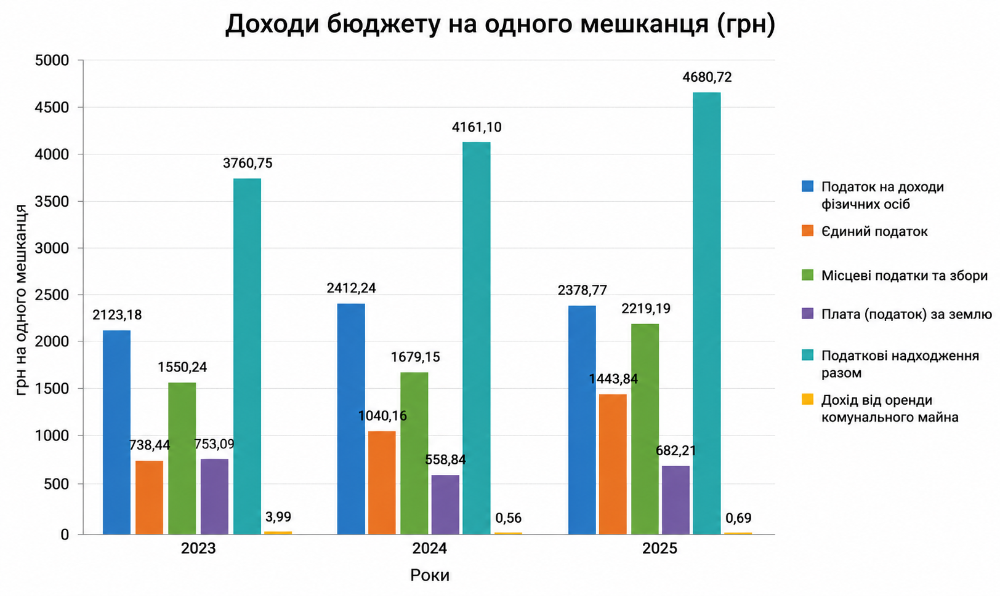 Доходи бюджету на одного мешканця (грн)
грн на одного мешканця
5000
4500
4000
3500
3000
2500
2000
1500
1000
500
0
2123,18
738,44
1550,24
753,09
3760,75
3,99
2412,24
1040,16
1679,15
558,84
4161,10
0,56
2378,77
1443,84
2219,19
682,21
4680,72
0,69
2023
2024
2025
Роки
Податок на доходи
фізичних осіб
Єдиний податок
Місцеві податки та збори
Плата (податок) за землю
Податкові надходження
разом
Дохід від оренди
комунального майна